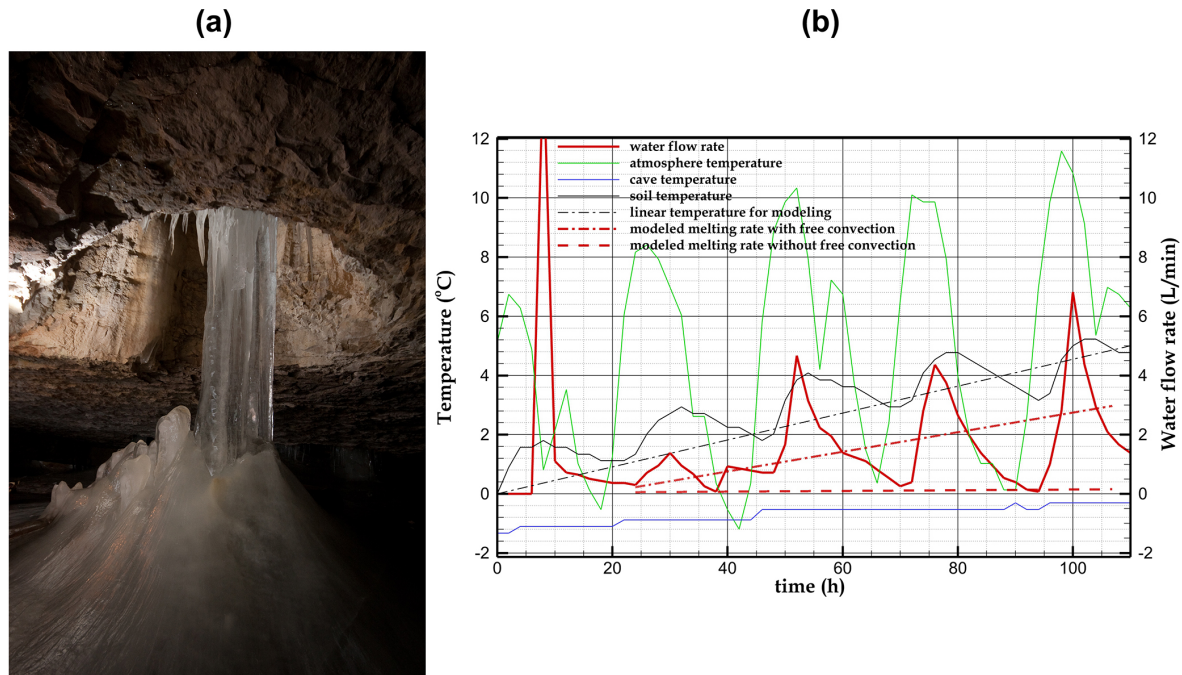 (a)
(b)
12
10
8
6
4
2
0
-2
Temperature (°C)
water flow rate
atmosphere temperature
cave temperature
soil temperature
linear temperature for modeling
modeled melting rate with free convection
modeled melting rate without free convection
12
10
8
6
4
2
0
-2
Water flow rate (L/min)
0 20 40 60 80 100
time (h)